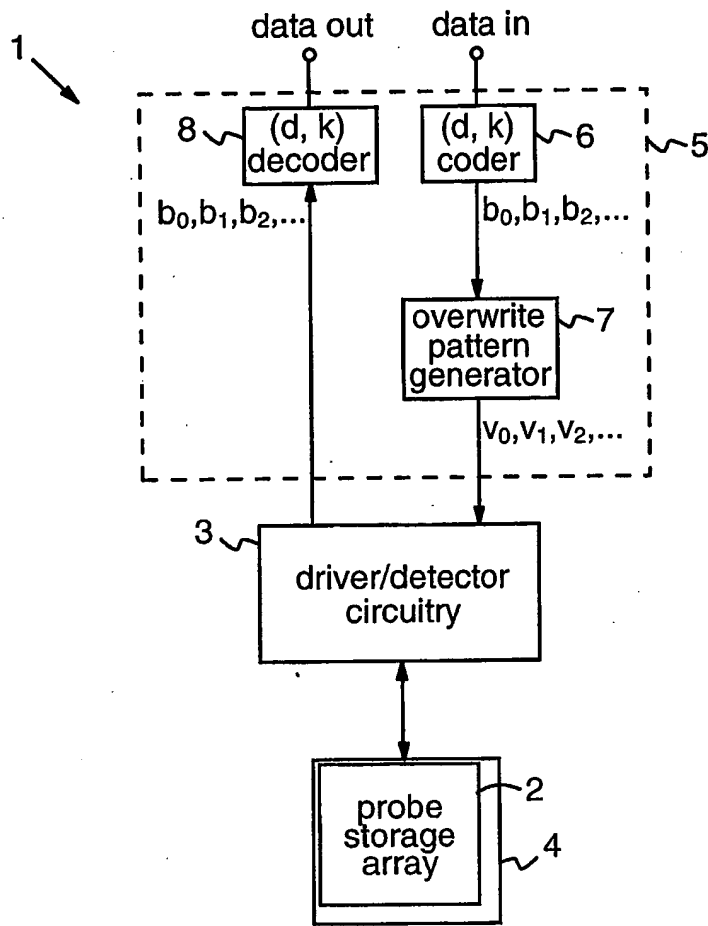 data out
data in
1
8
(d, k)
decoder
(d, k)
coder
6
5
b₀,b₁,b₂,...
b₀,b₁,b₂,...
overwrite
pattern
generator
7
v₀,v₁,v₂,...
3
driver/detector
circuitry
2
probe
storage
array
4